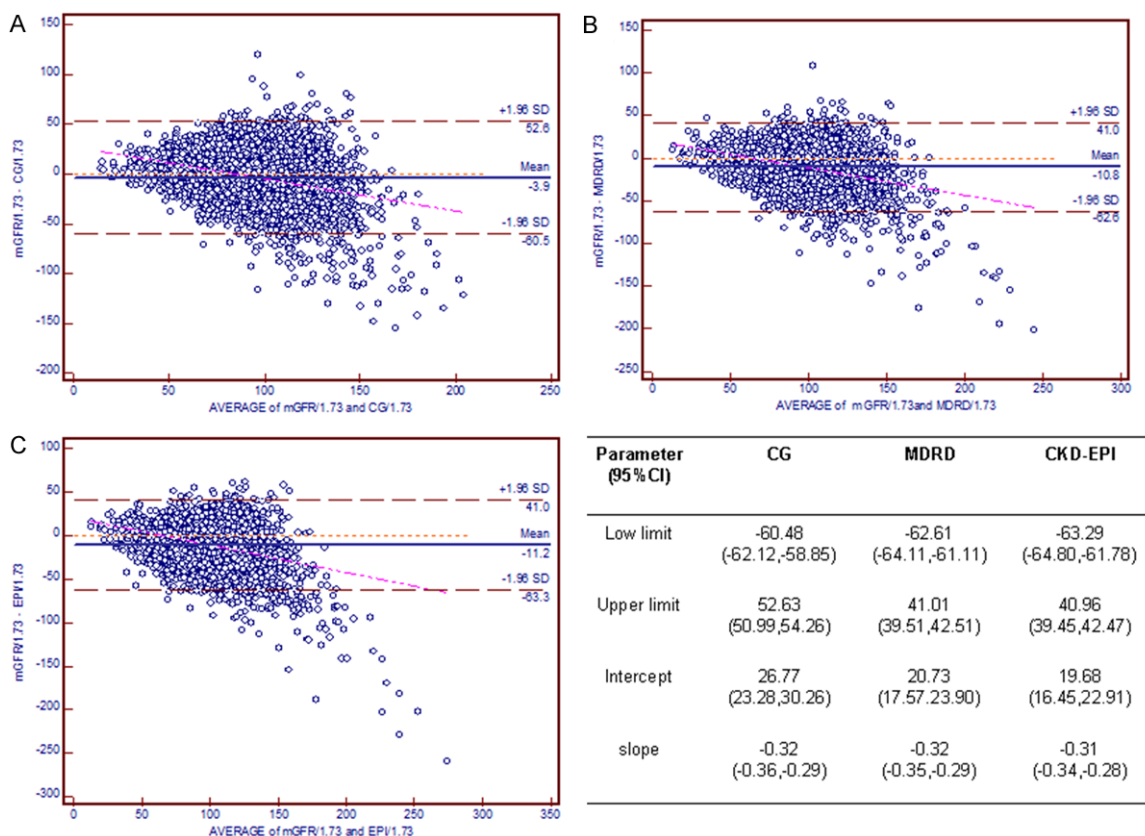 A
150
100
50
0
-50
-100
-150
-200
mGFR/1.73 - CG/1.73
+1.96 SD
52.6
Mean
-3.9
-1.96 SD
-60.5
0 50 100 150 200 250
AVERAGE of mGFR/1.73 and CG/1.73
B
150
100
50
0
-50
-100
-150
-200
-250
mGFR/1.73 - MDRD/1.73
+1.96 SD
41.0
Mean
-10.8
-1.96 SD
-62.6
0 50 100 150 200 250 300
AVERAGE of mGFR/1.73and MDRD/1.73
C
100
50
0
-50
-100
-150
-200
-250
-300
mGFR/1.73 - EPI/1.73
+1.96 SD
41.0
Mean
-11.2
-1.96 SD
-63.3
0 50 100 150 200 250 300 350
AVERAGE of mGFR/1.73 and EPI/1.73
Parameter CG MDRD CKD-EPI
(95%CI)
Low limit -60.48 -62.61 -63.29
(-62.12,-58.85) (-64.11,-61.11) (-64.80,-61.78)
Upper limit 52.63 41.01 40.96
(50.99,54.26) (39.51,42.51) (39.45,42.47)
Intercept 26.77 20.73 19.68
(23.28,30.26) (17.57.23.90) (16.45,22.91)
slope -0.32 -0.32 -0.31
(-0.36,-0.29) (-0.35,-0.29) (-0.34,-0.28)